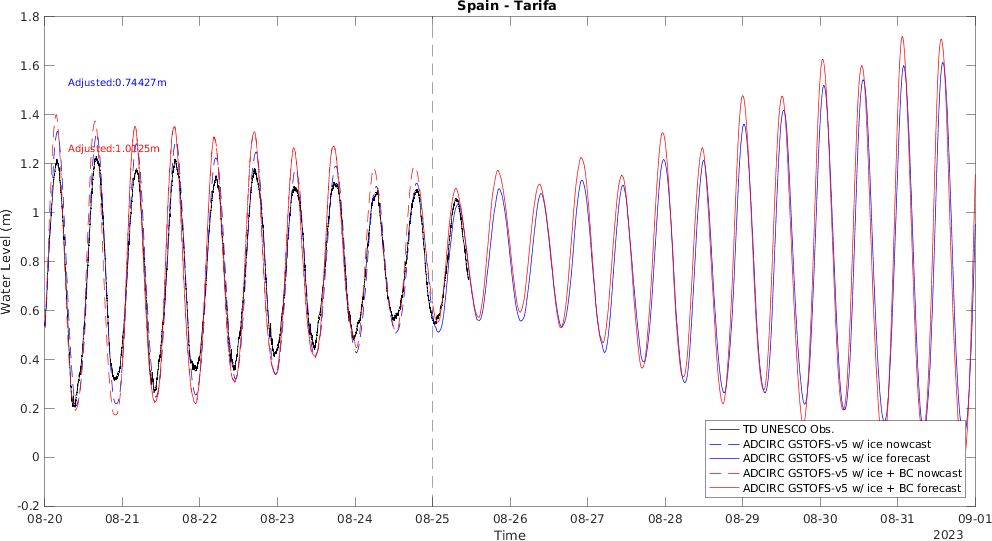 Spain - Tarifa
1.8
1.6
1.4
1.2
1
0.8
0.6
0.4
0.2
0
-0.2
Water Level (m)
Adjusted:0.74427m
Adjusted:1.0125m
TD UNESCO Obs.
ADCIRC GSTOFS-v5 w/ ice nowcast
ADCIRC GSTOFS-v5 w/ ice forecast
ADCIRC GSTOFS-v5 w/ ice + BC nowcast
ADCIRC GSTOFS-v5 w/ ice + BC forecast
08-20 08-21 08-22 08-23 08-24 08-25 08-26 08-27 08-28 08-29 08-30 08-31 09-01
Time
2023